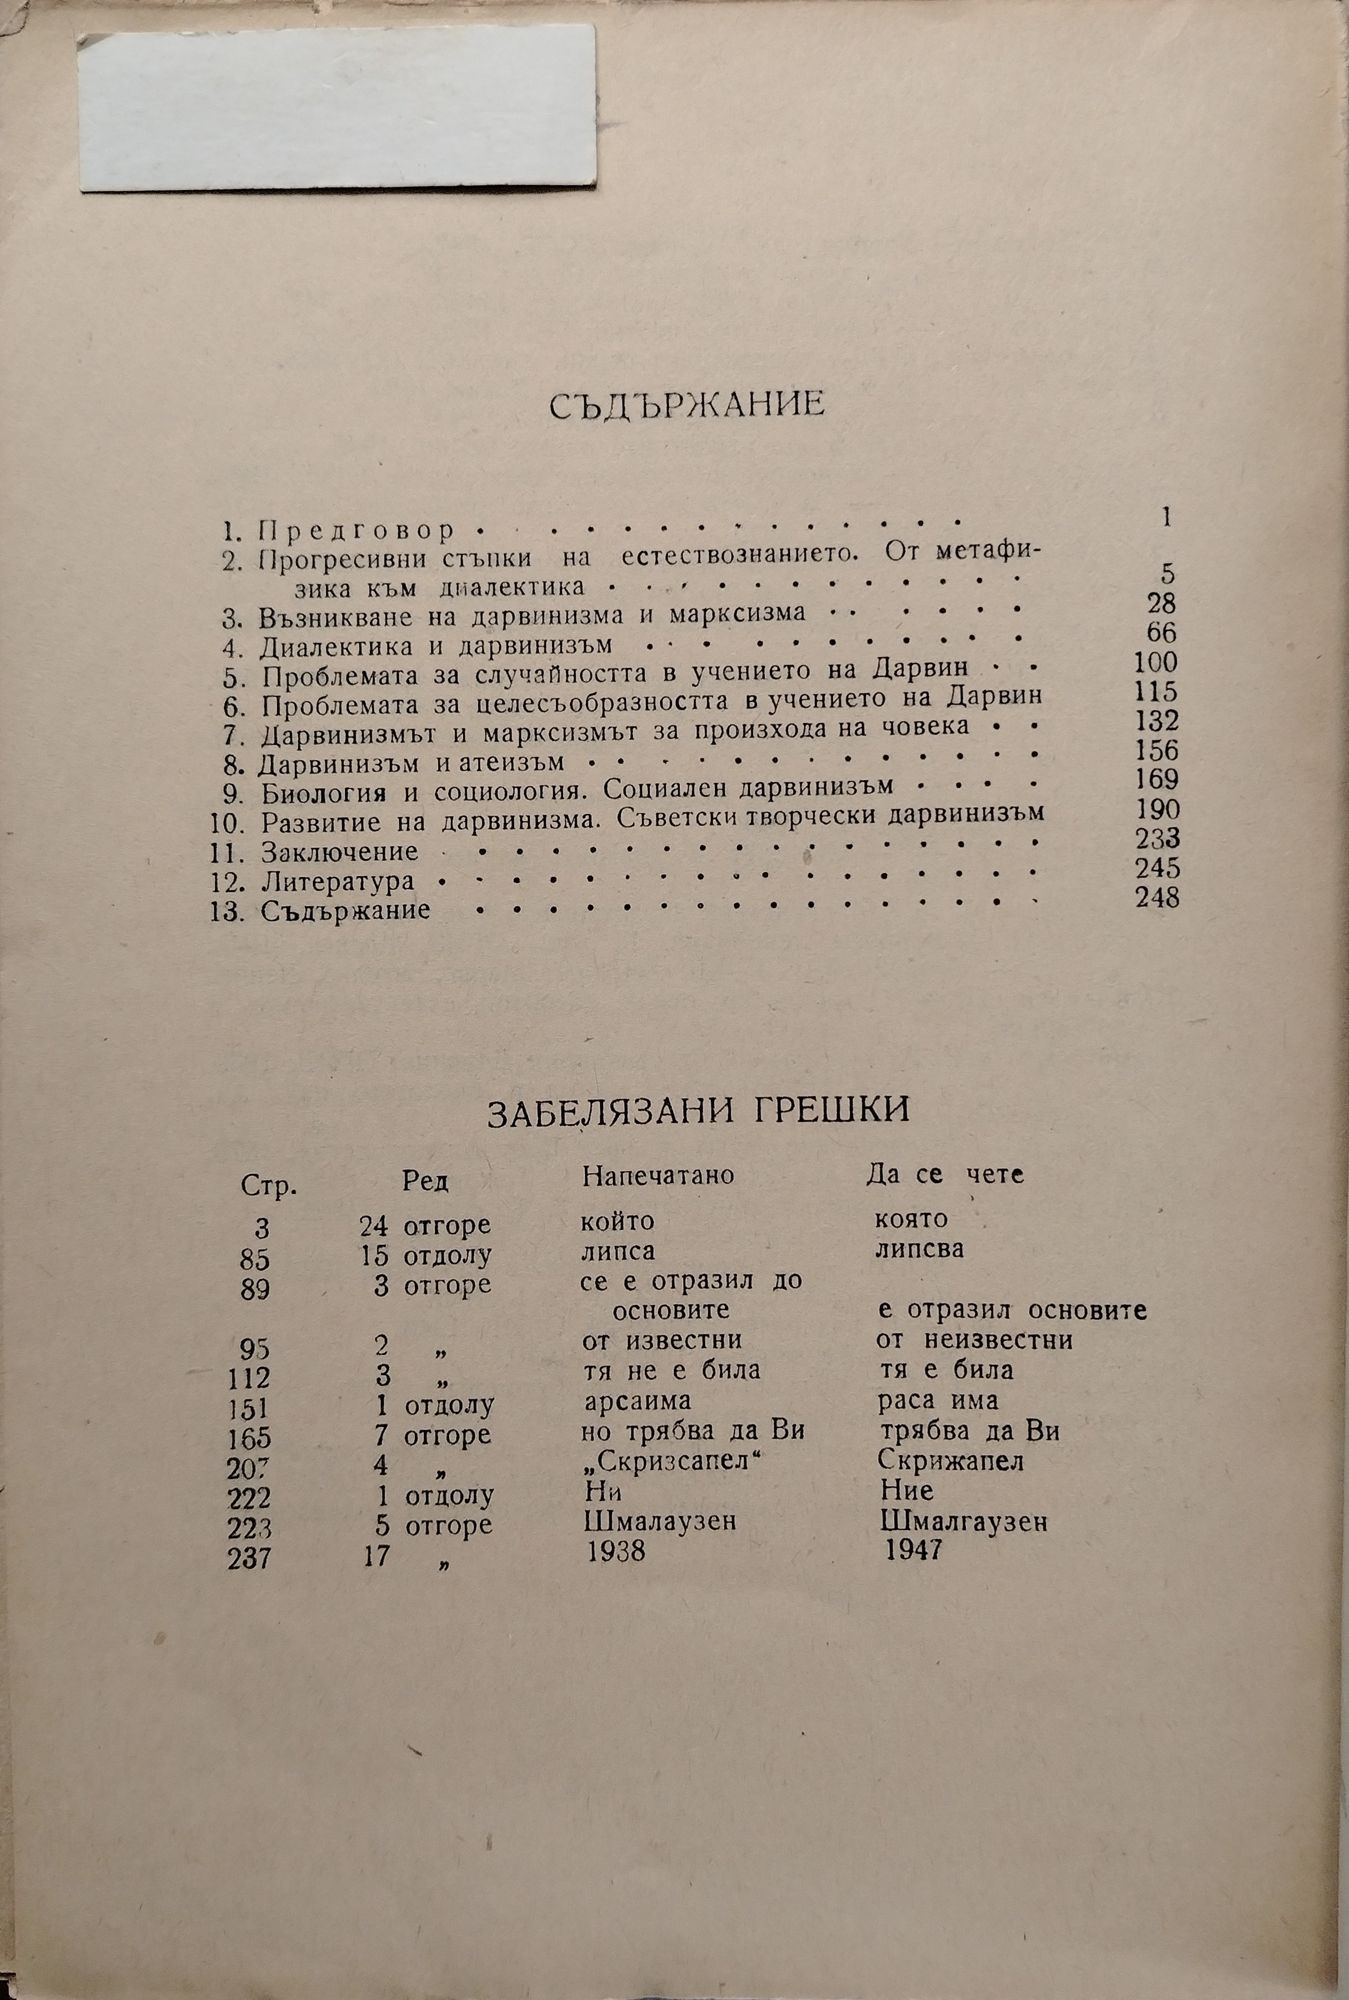 СЪДЪРЖАНИЕ
1. Предговор 1
2. Прогресивни стъпки на естествознанието. От метафи-
зика към диалектика 5
3. Възникване на дарвинизма и марксизма 28
4. Диалектика и дарвинизъм 66
5. Проблемата за случайността в учението на Дарвин 100
6. Проблемата за целесъобразността в учението на Дарвин 115
7. Дарвинизмът и марксизмът за произхода на човека 132
8. Дарвинизъм и атеизъм 156
9. Биология и социология. Социален дарвинизъм 169
10. Развитие на дарвинизма. Съветски творчески дарвинизъм 190
11. Заключение 233
12. Литература 245
13. Съдържание 248
ЗАБЕЛЯЗАНИ ГРЕШКИ
Стр. Ред Напечатано Да се чете
3 24 отгоре който която
85 15 отдолу липса липсва
89 3 отгоре се е отразил до
основите е отразил основите
95 2 „ от известни от неизвестни
112 3 „ тя не е била тя е била
151 1 отдолу арсаима раса има
165 7 отгоре но трябва да Ви трябва да Ви
207 4 „ „Скризсапел“ Скрижапел
222 1 отдолу Ни Ние
223 5 отгоре Шмалаузен Шмалгаузен
237 17 „ 1938 1947